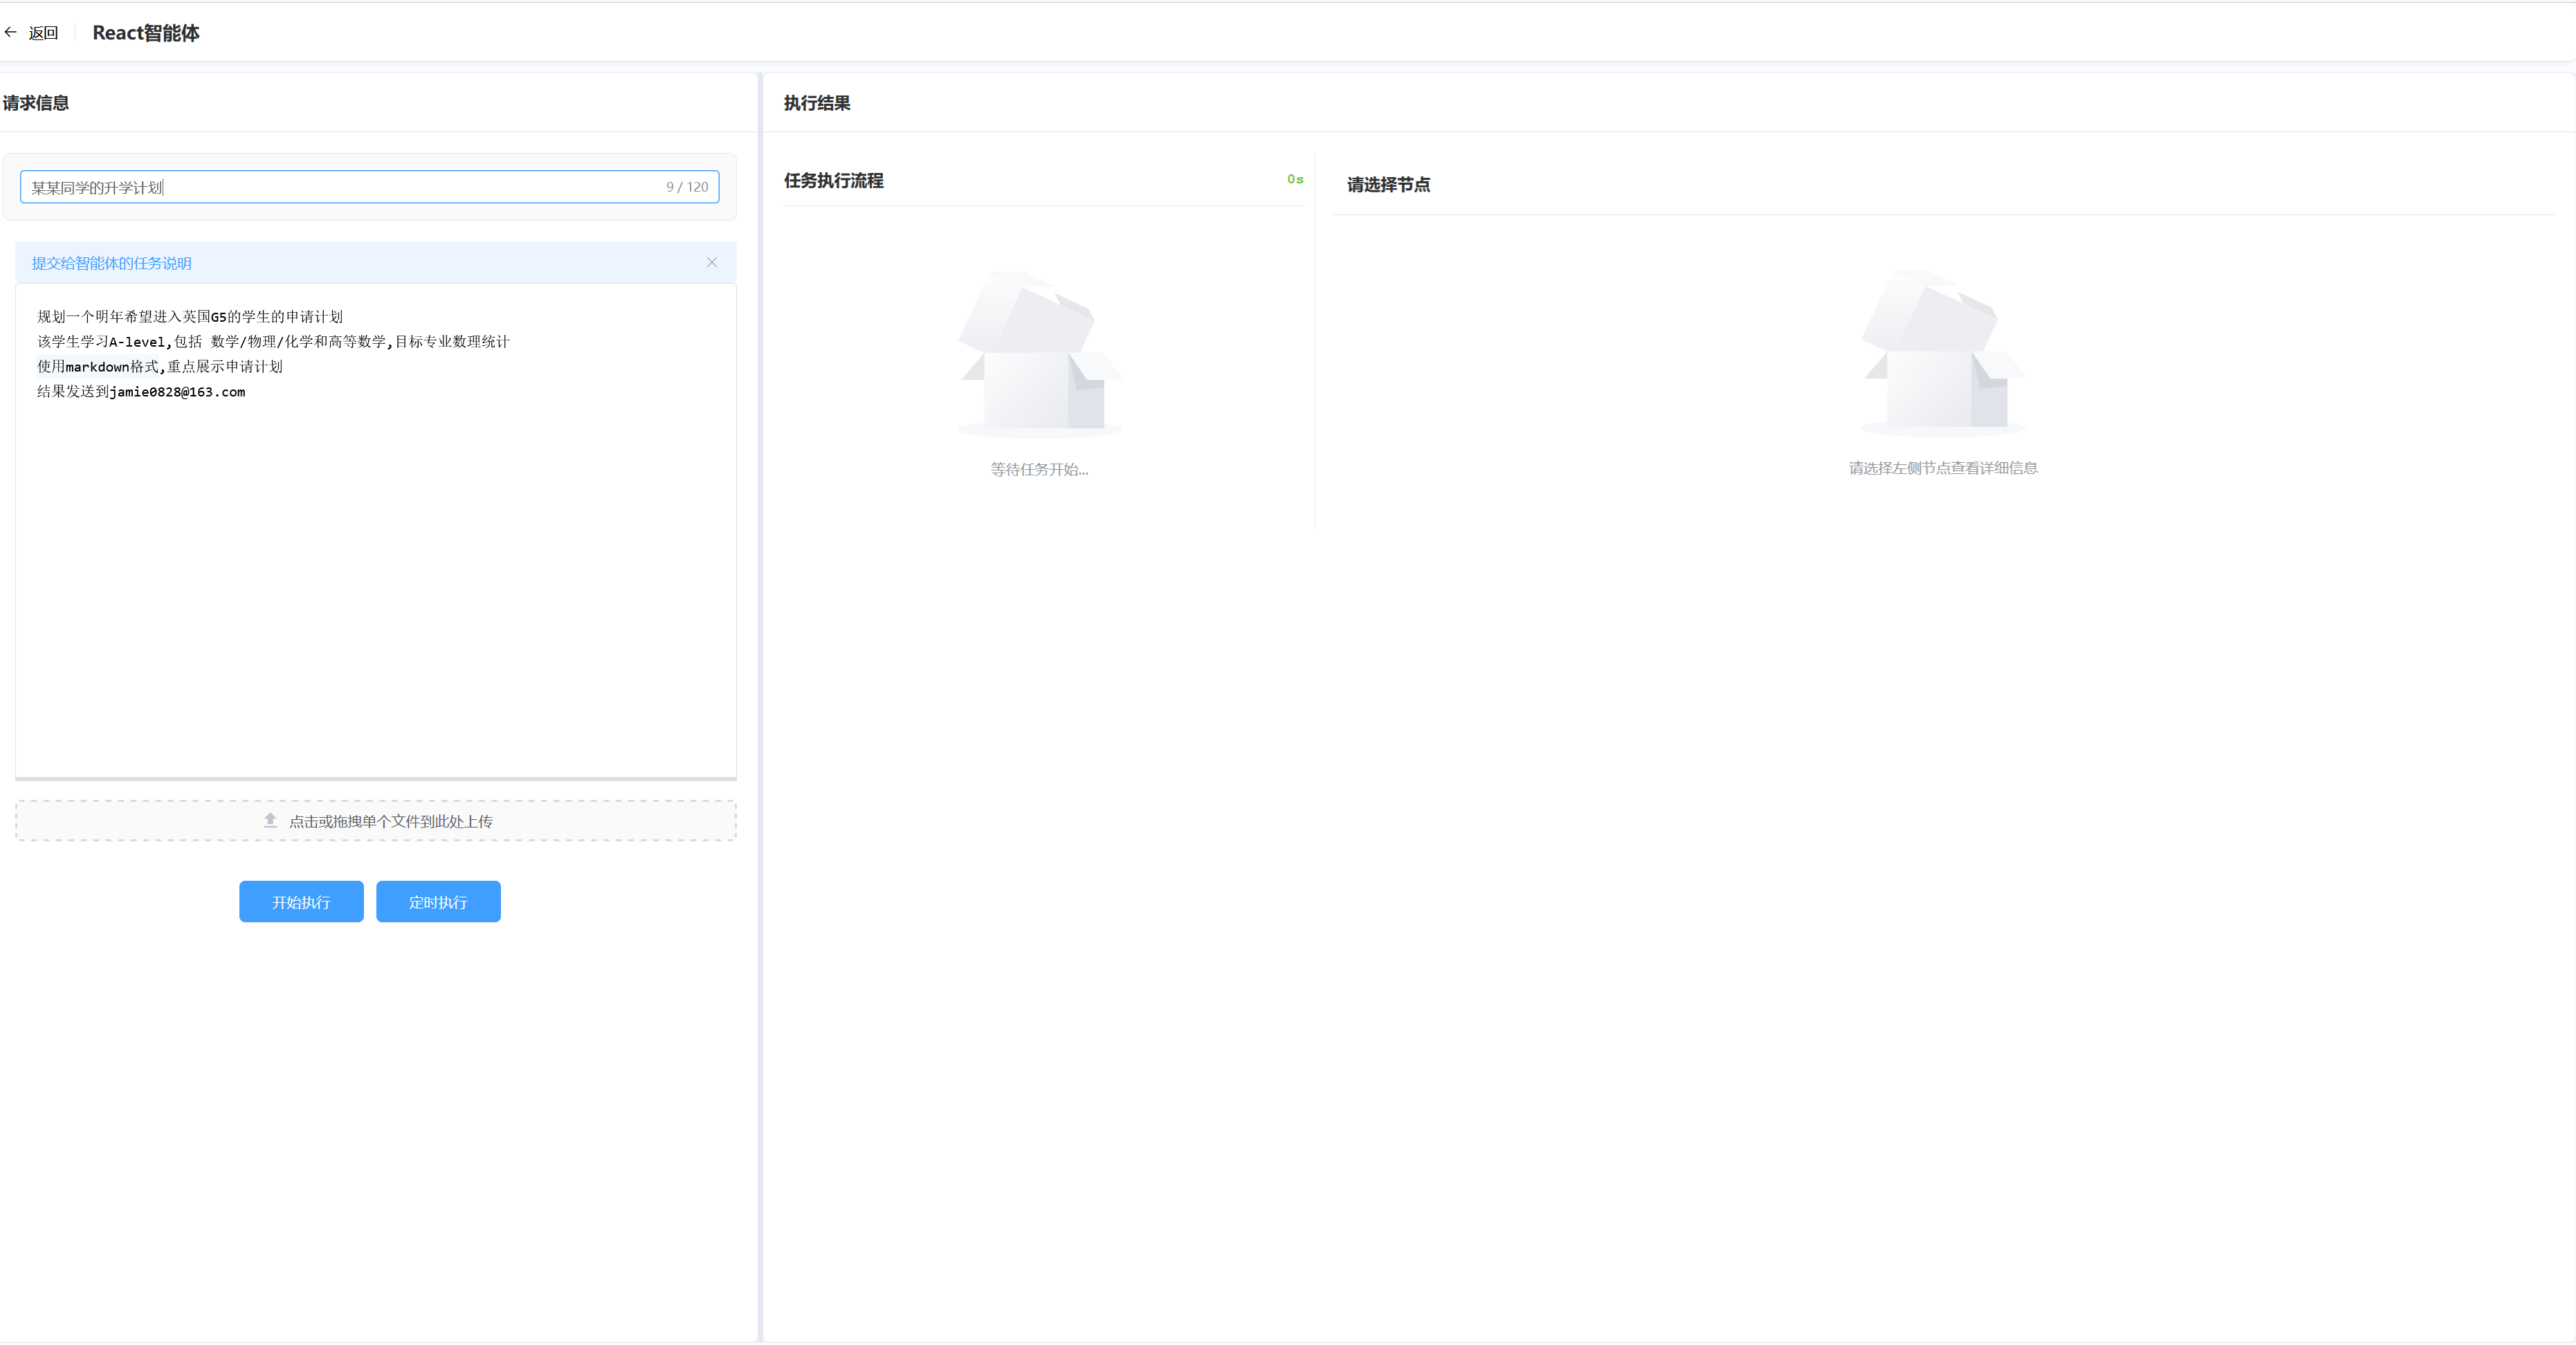 返回
React智能体
请求信息
某某同学的升学计划
9 / 120
提交给智能体的任务说明
规划一个明年希望进入英国G5的学生的申请计划
该学生学习A-level,包括 数学/物理/化学和高等数学,目标专业数理统计
使用markdown格式,重点展示申请计划
结果发送到jamie0828@163.com
点击或拖拽单个文件到此处上传
开始执行
定时执行
执行结果
任务执行流程
0s
等待任务开始...
请选择节点
请选择左侧节点查看详细信息